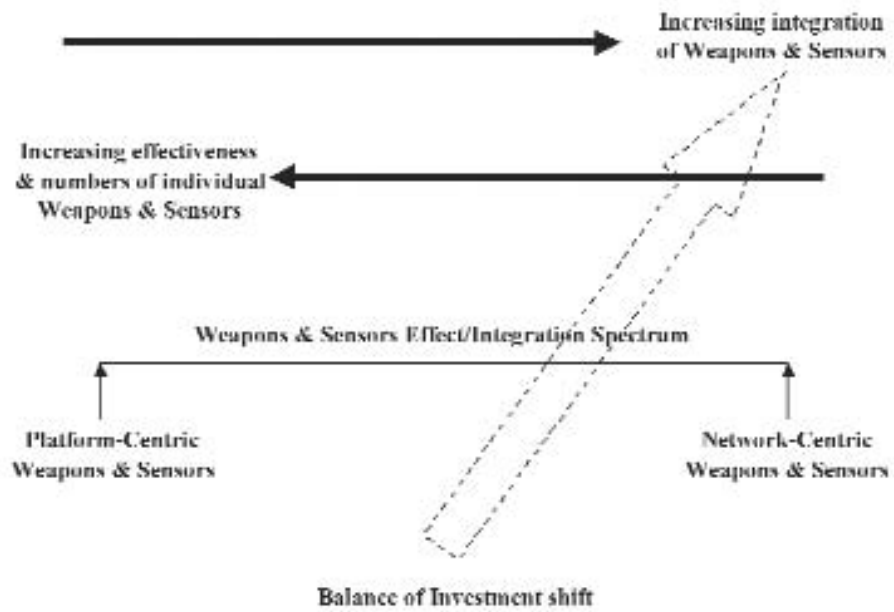 Increasing integration
of Weapons & Sensors
Increasing effectiveness
& numbers of individual
Weapons & Sensors
Weapons & Sensors Effect/Integration Spectrum
Platform-Centric
Weapons & Sensors
Network-Centric
Weapons & Sensors
Balance of Investment shift